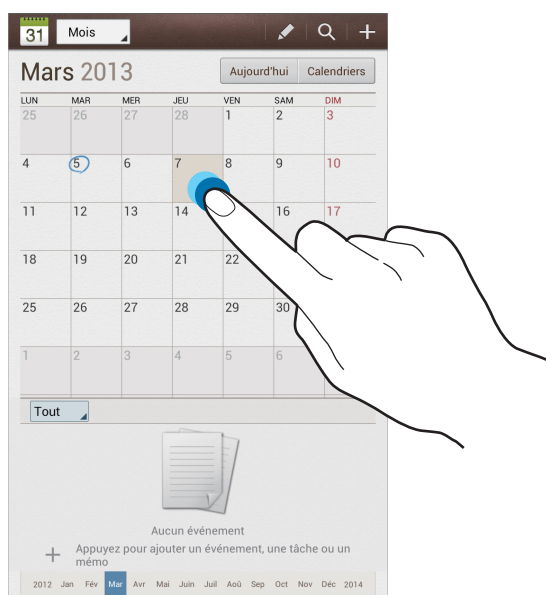 31 Mois
Mars 2013 Aujourd'hui Calendriers
LUN MAR MER JEU VEN SAM DIM
25 26 27 28 1 2 3
4 5 6 7 8 9 10
11 12 13 14 16 17
18 19 20 21 22
25 26 27 28 29 30
1 2 3 4 5 6
Tout
Aucun événement
Appuyez pour ajouter un événement, une tâche ou un
mémo
2012 Jan Fév Mar Avr Mai Juin Juil Aoû Sep Oct Nov Déc 2014